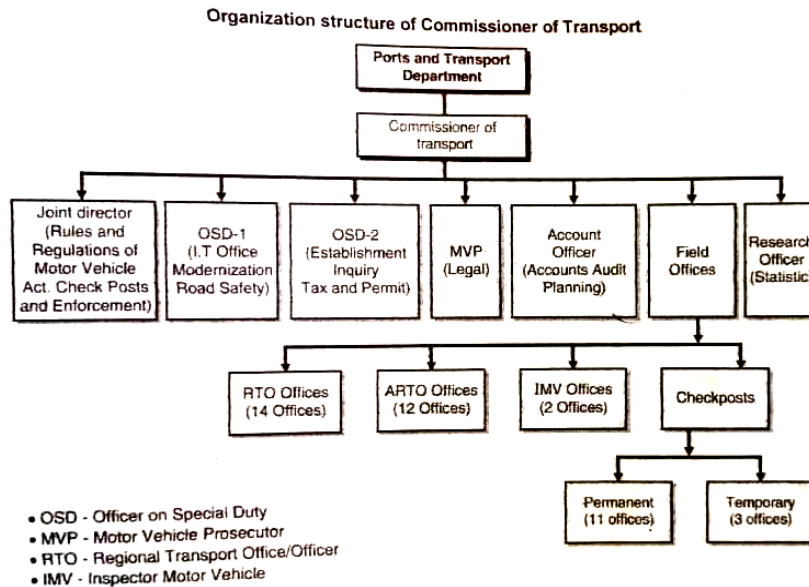 Organization structure of Commissioner of Transport
Ports and Transport
Department
Commissioner of
transport
Joint director
(Rules and
Regulations of
Motor Vehicle
Act. Check Posts
and Enforcement)
OSD-1
(I.T Office
Modernization
Road Safety)
OSD-2
(Establishment
Inquiry
Tax and Permit)
MVP
(Legal)
Account
Officer
(Accounts Audit
Planning)
Field
Offices
Research
Officer
(Statistic
RTO Offices
(14 Offices)
ARTO Offices
(12 Offices)
IMV Offices
(2 Offices)
Checkposts
Permanent
(11 offices)
Temporary
(3 offices)
• OSD - Officer on Special Duty
• MVP - Motor Vehicle Prosecutor
• RTO - Regional Transport Office/Officer
• IMV - Inspector Motor Vehicle